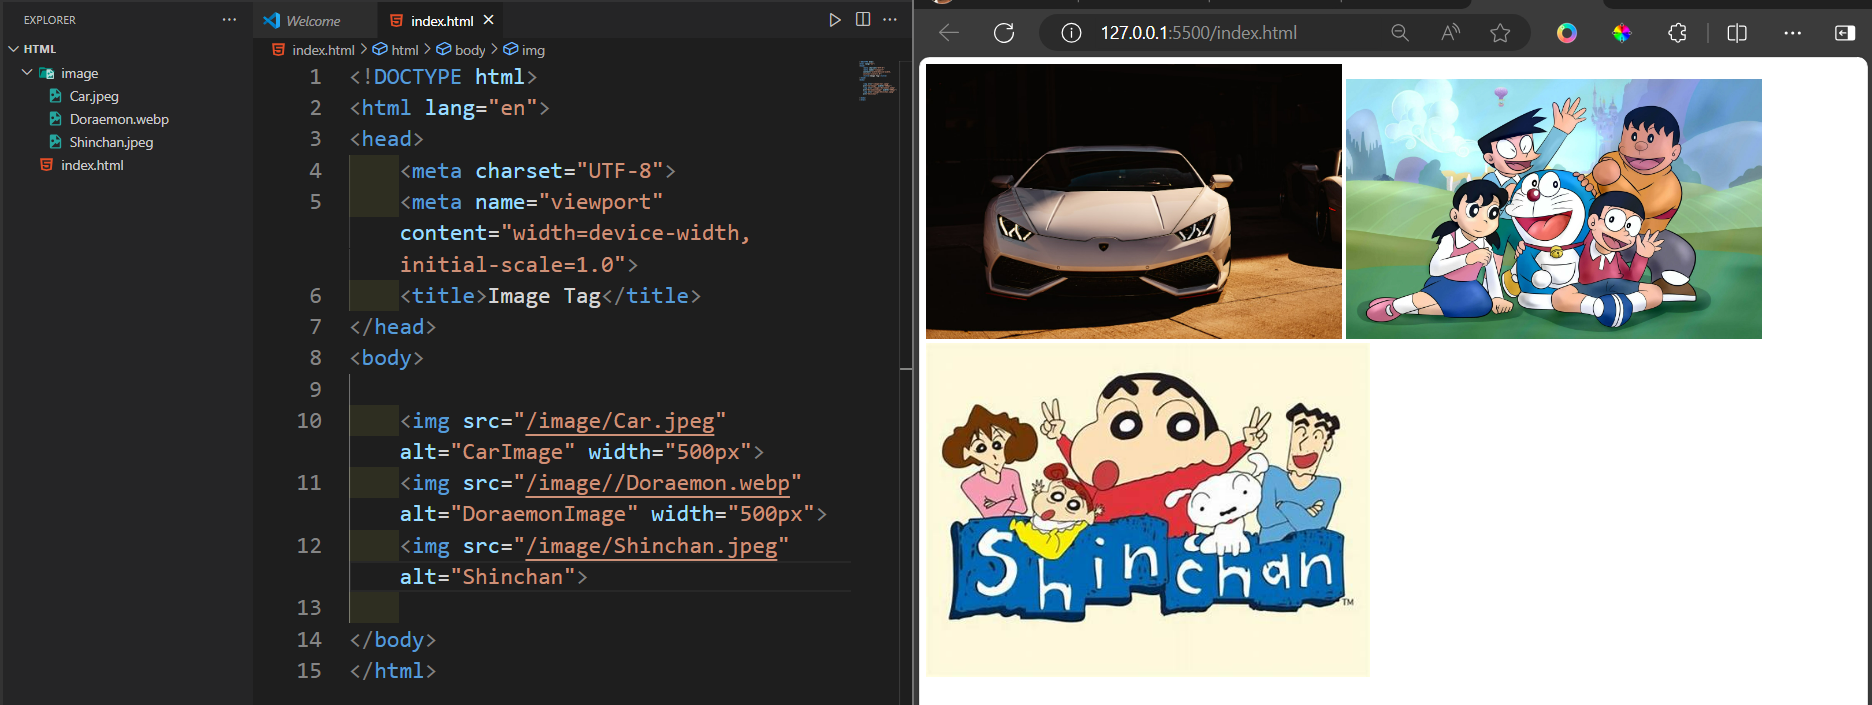 EXPLORER ···
HTML
image
Car.jpeg
Doraemon.webp
Shinchan.jpeg
index.html
Welcome index.html
index.html > html > body > img
1 <!DOCTYPE html>
2 <html lang="en">
3 <head>
4 <meta charset="UTF-8">
5 <meta name="viewport"
content="width=device-width,
initial-scale=1.0">
6 <title>Image Tag</title>
7 </head>
8 <body>
9
10 <img src="/image/Car.jpeg"
alt="CarImage" width="500px">
11 <img src="/image//Doraemon.webp"
alt="DoraemonImage" width="500px">
12 <img src="/image/Shinchan.jpeg"
alt="Shinchan">
13
14 </body>
15 </html>
127.0.0.1:5500/index.html
Shinchan TM